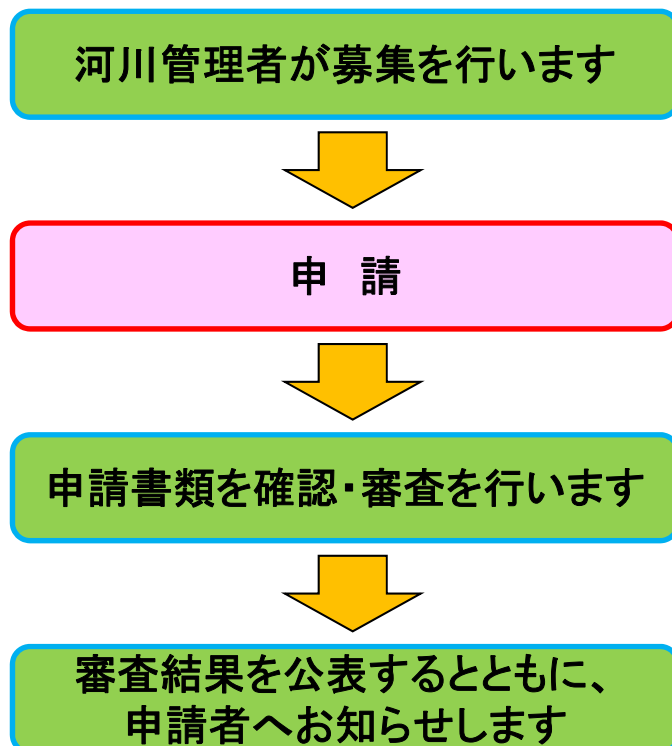 河川管理者が募集を行います
申　請
申請書類を確認・審査を行います
審査結果を公表するとともに、
申請者へお知らせします